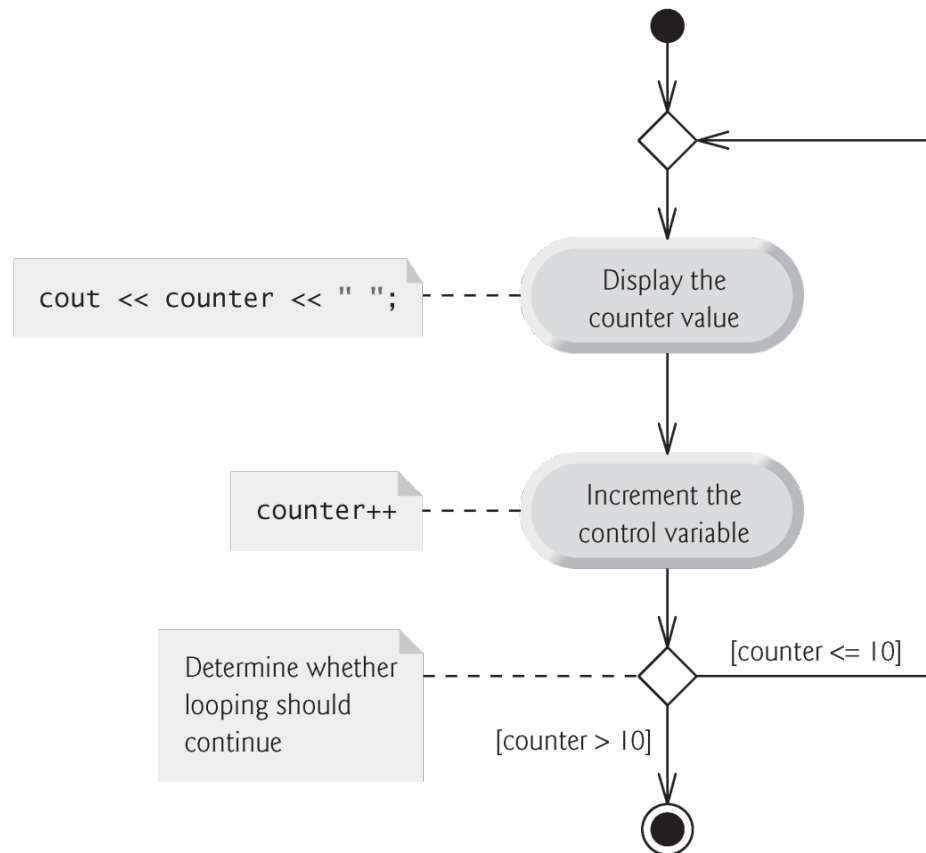 Display the
counter value
cout << counter << " ";
Increment the
control variable
counter++
Determine whether
looping should
continue
[counter <= 10]
[counter > 10]